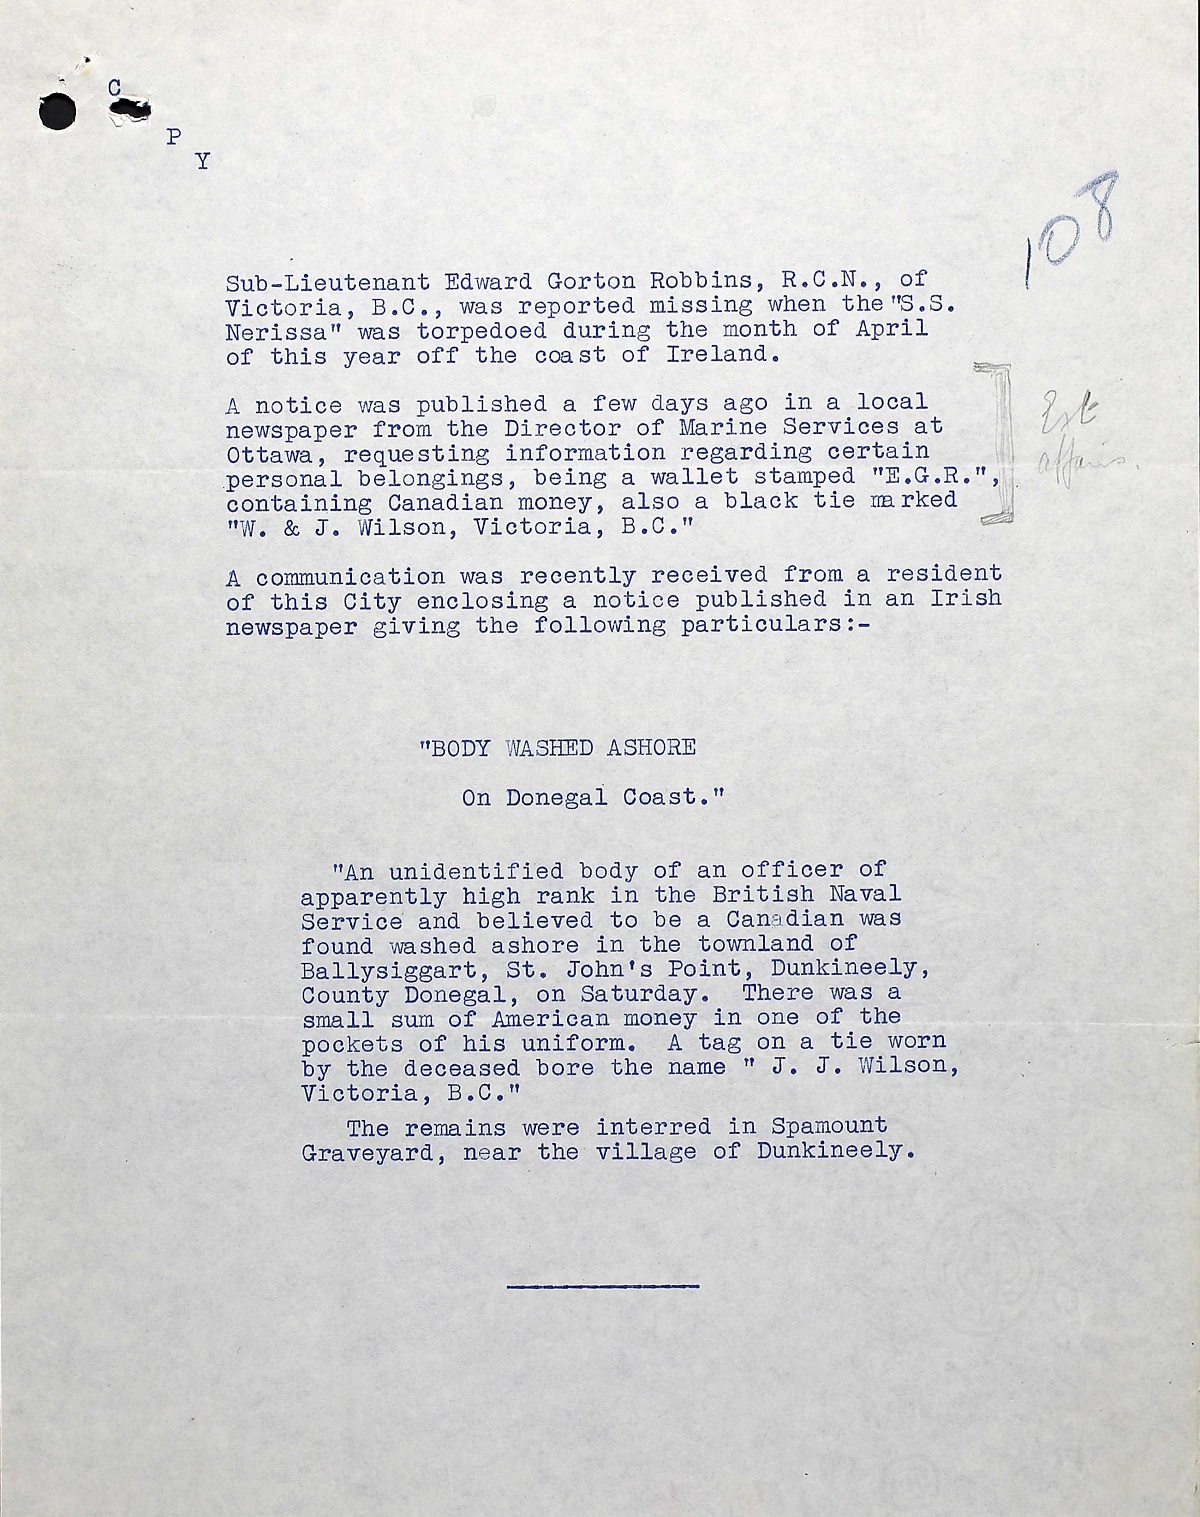 C
P
Y
108
Sub-Lieutenant Edward Gorton Robbins, R.C.N., of
Victoria, B.C., was reported missing when the "S.S.
Nerissa" was torpedoed during the month of April
of this year off the coast of Ireland.
A notice was published a few days ago in a local
newspaper from the Director of Marine Services at
Ottawa, requesting information regarding certain
personal belongings, being a wallet stamped "E.G.R.",
containing Canadian money, also a black tie marked
"W. & J. Wilson, Victoria, B.C."
Est
affairs.
A communication was recently received from a resident
of this City enclosing a notice published in an Irish
newspaper giving the following particulars:-
"BODY WASHED ASHORE
On Donegal Coast."
"An unidentified body of an officer of
apparently high rank in the British Naval
Service and believed to be a Canadian was
found washed ashore in the townland of
Ballysiggart, St. John's Point, Dunkineely,
County Donegal, on Saturday. There was a
small sum of American money in one of the
pockets of his uniform. A tag on a tie worn
by the deceased bore the name " J. J. Wilson,
Victoria, B.C."
The remains were interred in Spamount
Graveyard, near the village of Dunkineely.